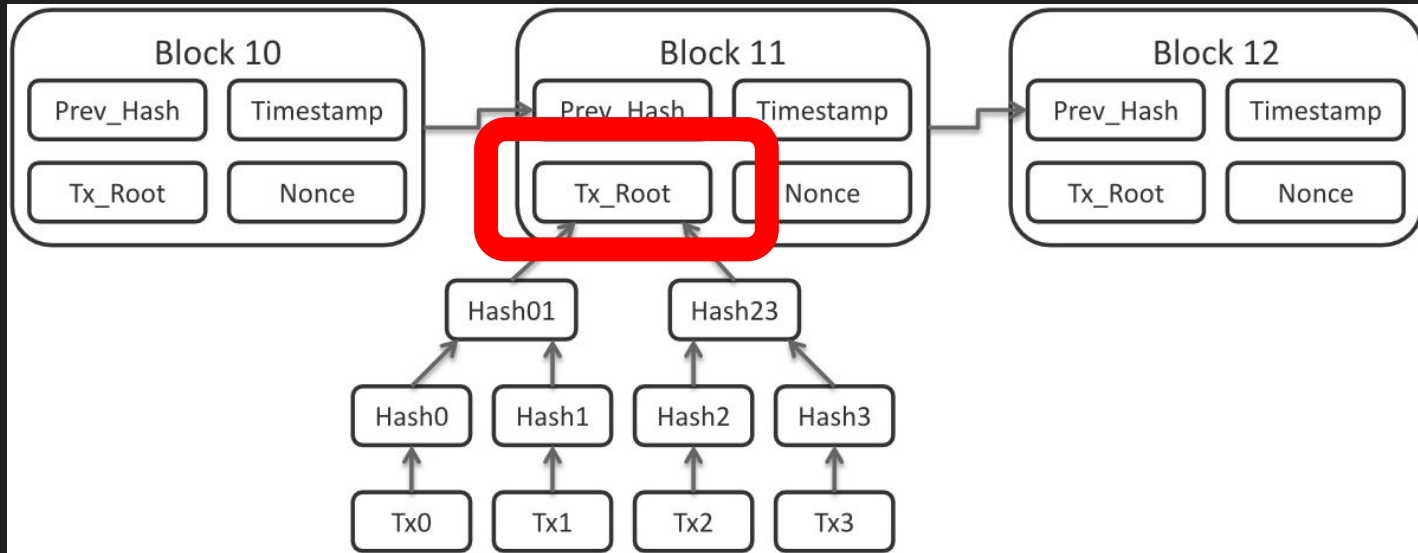 Block 10
Block 11
Block 12
Prev_Hash
Timestamp
Prev_Hash
Timestamp
Prev_Hash
Timestamp
Tx_Root
Nonce
Tx_Root
Nonce
Tx_Root
Nonce
Hash01
Hash23
Hash0
Hash1
Hash2
Hash3
Tx0
Tx1
Tx2
Tx3